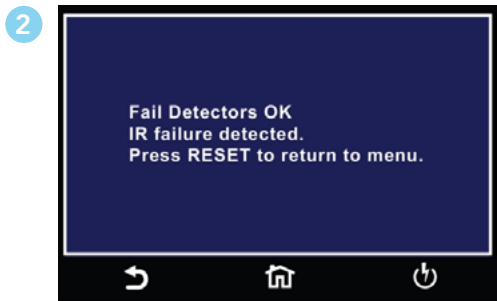 2
Fail Detectors OK
IR failure detected.
Press RESET to return to menu.